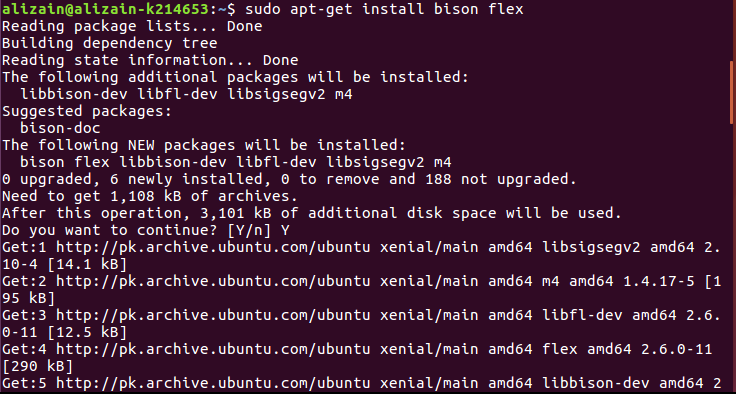 alizain@alizain-k214653:~$ sudo apt-get install bison flex
Reading package lists... Done
Building dependency tree
Reading state information... Done
The following additional packages will be installed:
  libbison-dev libfl-dev libsigsegv2 m4
Suggested packages:
  bison-doc
The following NEW packages will be installed:
  bison flex libbison-dev libfl-dev libsigsegv2 m4
0 upgraded, 6 newly installed, 0 to remove and 188 not upgraded.
Need to get 1,108 kB of archives.
After this operation, 3,101 kB of additional disk space will be used.
Do you want to continue? [Y/n] Y
Get:1 http://pk.archive.ubuntu.com/ubuntu xenial/main amd64 libsigsegv2 amd64 2.
10-4 [14.1 kB]
Get:2 http://pk.archive.ubuntu.com/ubuntu xenial/main amd64 m4 amd64 1.4.17-5 [1
95 kB]
Get:3 http://pk.archive.ubuntu.com/ubuntu xenial/main amd64 libfl-dev amd64 2.6.
0-11 [12.5 kB]
Get:4 http://pk.archive.ubuntu.com/ubuntu xenial/main amd64 flex amd64 2.6.0-11
[290 kB]
Get:5 http://pk.archive.ubuntu.com/ubuntu xenial/main amd64 libbison-dev amd64 2